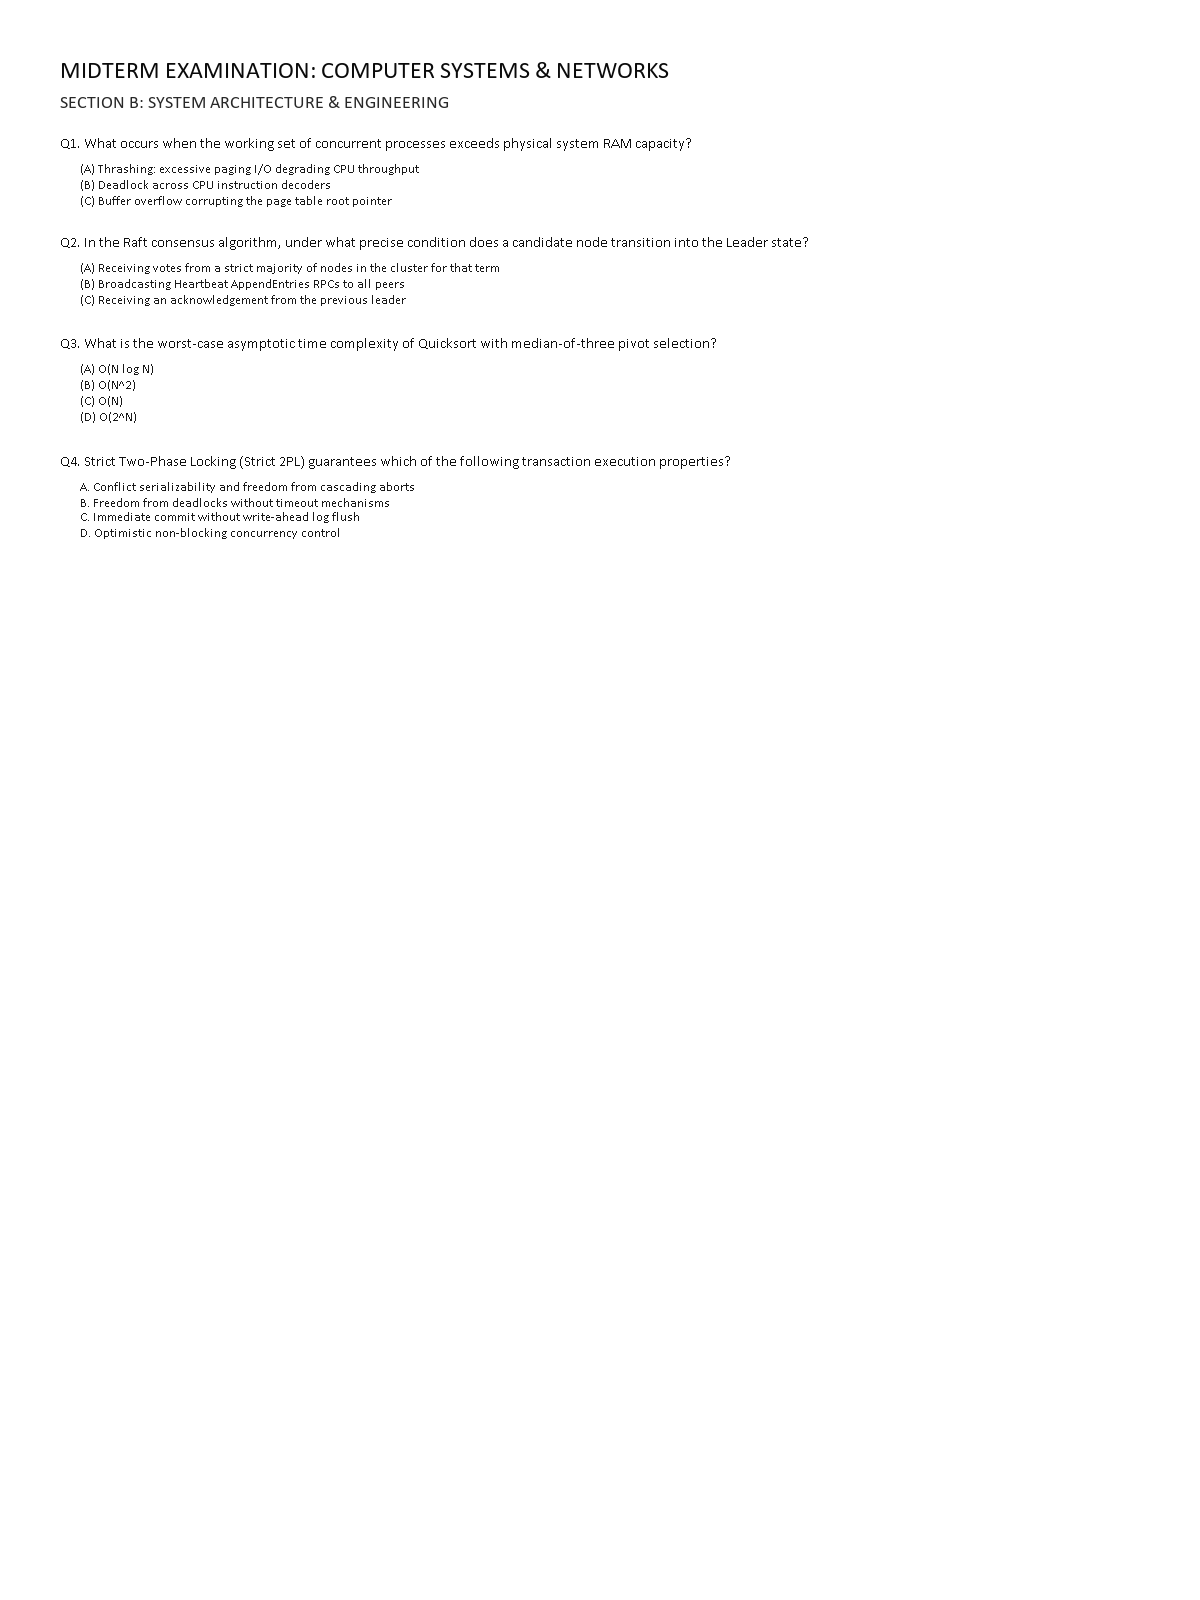 MIDTERM EXAMINATION: COMPUTER SYSTEMS & NETWORKS
SECTION B: SYSTEM ARCHITECTURE & ENGINEERING
Q1. What occurs when the working set of concurrent processes exceeds physical system RAM capacity?
(A) Thrashing: excessive paging I/O degrading CPU throughput
(B) Deadlock across CPU instruction decoders
(C) Buffer overflow corrupting the page table root pointer
Q2. In the Raft consensus algorithm, under what precise condition does a candidate node transition into the Leader state?
(A) Receiving votes from a strict majority of nodes in the cluster for that term
(B) Broadcasting Heartbeat AppendEntries RPCs to all peers
(C) Receiving an acknowledgement from the previous leader
Q3. What is the worst-case asymptotic time complexity of Quicksort with median-of-three pivot selection?
(A) O(N log N)
(B) O(N^2)
(C) O(N)
(D) O(2^N)
Q4. Strict Two-Phase Locking (Strict 2PL) guarantees which of the following transaction execution properties?
A. Conflict serializability and freedom from cascading aborts
B. Freedom from deadlocks without timeout mechanisms
C. Immediate commit without write-ahead log flush
D. Optimistic non-blocking concurrency control